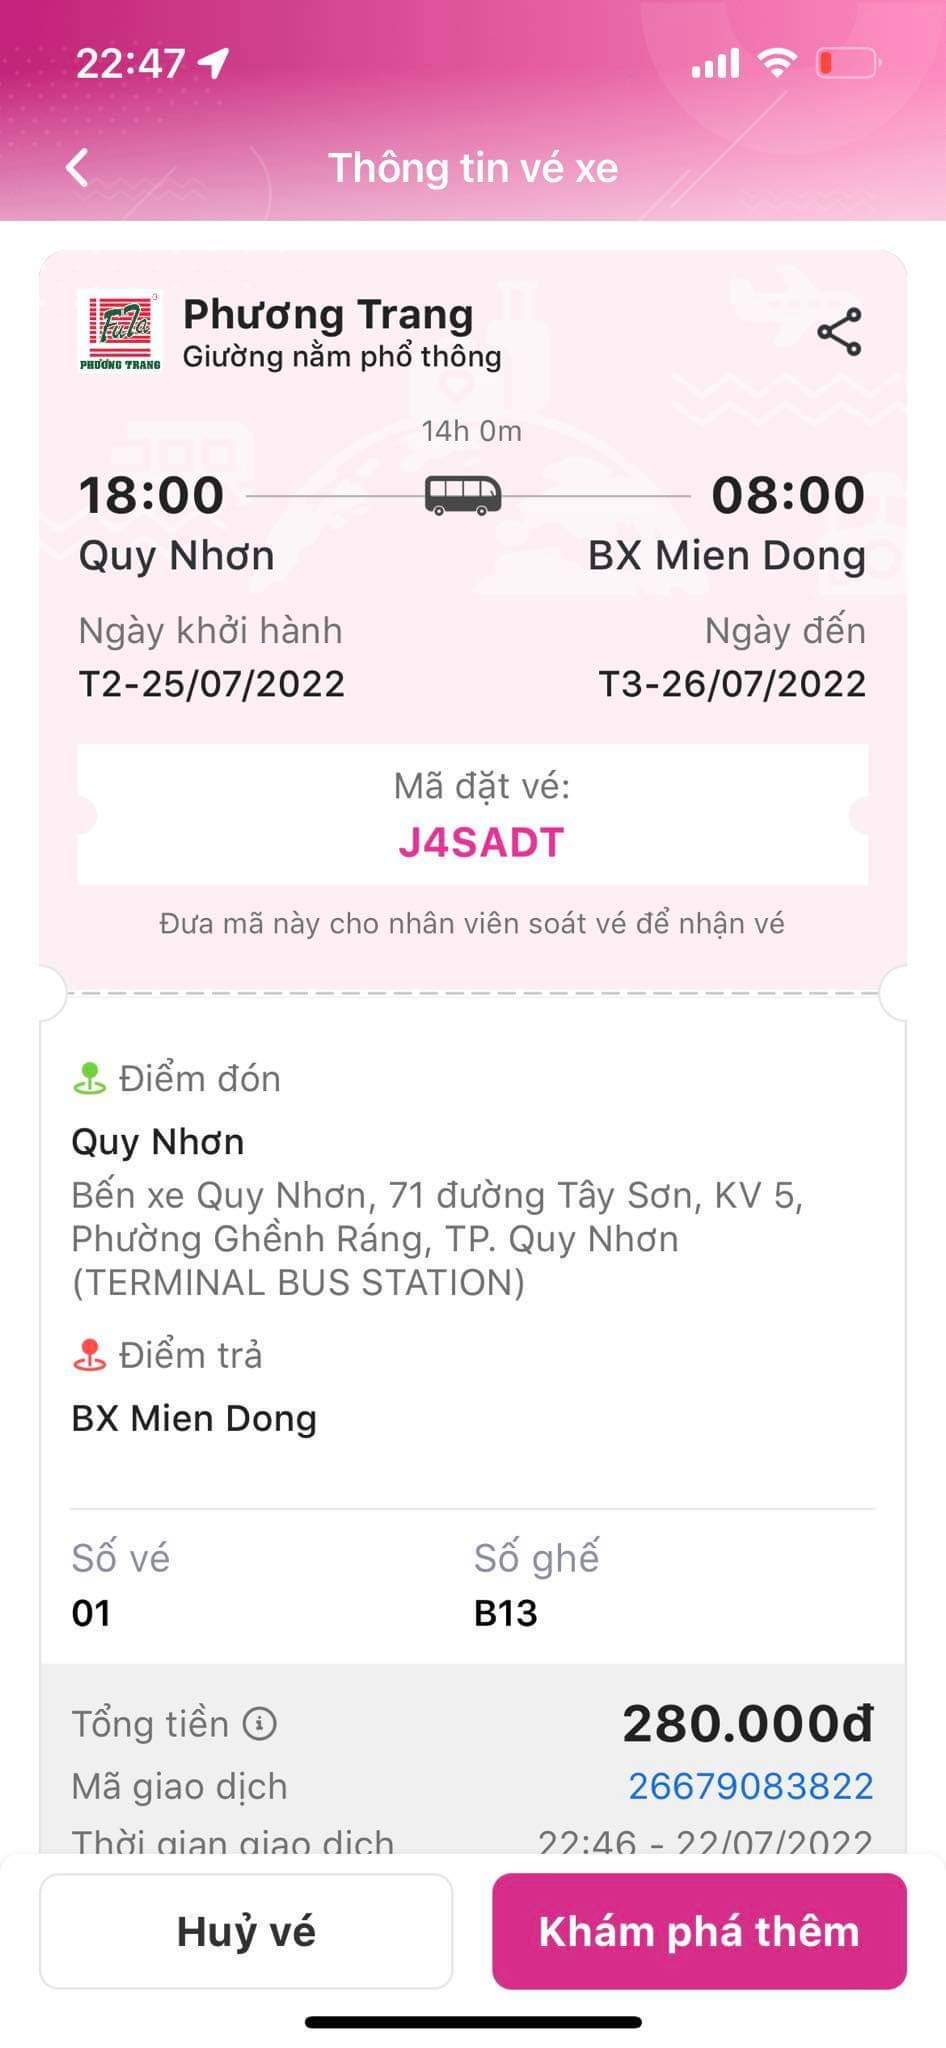 22:47
Thông tin vé xe
FuTa
PHƯƠNG TRANG
Phương Trang
Giường nằm phổ thông
14h 0m
18:00 08:00
Quy Nhơn BX Mien Dong
Ngày khởi hành Ngày đến
T2-25/07/2022 T3-26/07/2022
Mã đặt vé:
J4SADT
Đưa mã này cho nhân viên soát vé để nhận vé
Điểm đón
Quy Nhơn
Bến xe Quy Nhơn, 71 đường Tây Sơn, KV 5,
Phường Ghềnh Ráng, TP. Quy Nhơn
(TERMINAL BUS STATION)
Điểm trả
BX Mien Dong
Số vé Số ghế
01 B13
Tổng tiền 280.000đ
Mã giao dịch 26679083822
Thời gian giao dịch 22:46 - 22/07/2022
Huỷ vé Khám phá thêm